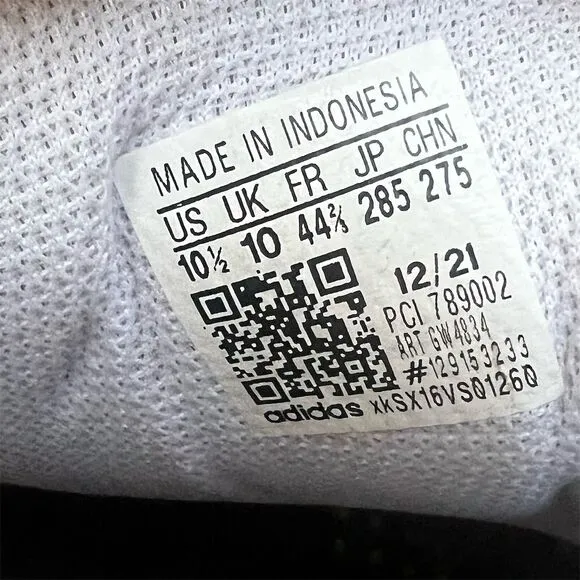 MADE IN INDONESIA
US UK FR JP CHN
10½ 10 44⅔ 285 275
12/21
PCI 789002
ART GW4834
#129153233
adidas xkSX16VSQ126Q